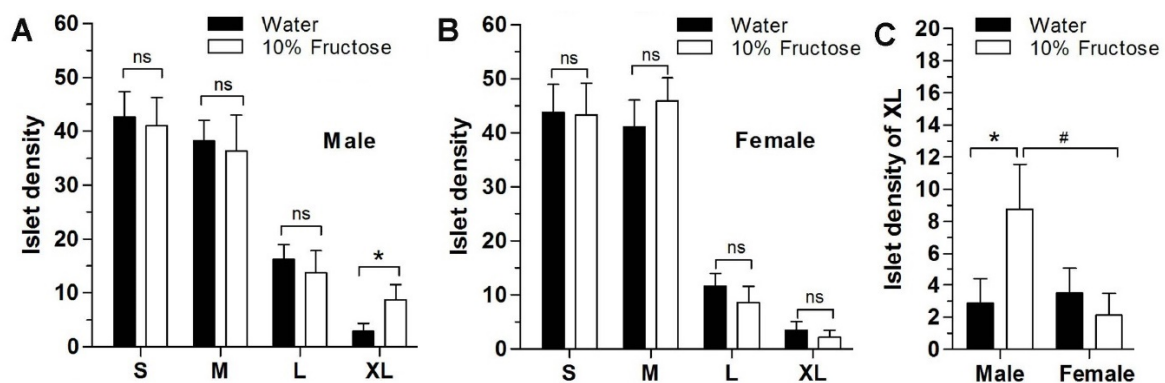 A
Water
10% Fructose
Male
Islet density
60
50
40
30
20
10
0
ns
ns
ns
*
S M L XL
B
Water
10% Fructose
Female
Islet density
60
50
40
30
20
10
0
ns
ns
ns
ns
S M L XL
C
Water
10% Fructose
Islet density of XL
20
18
16
14
12
10
8
6
4
2
0
* #
Male Female